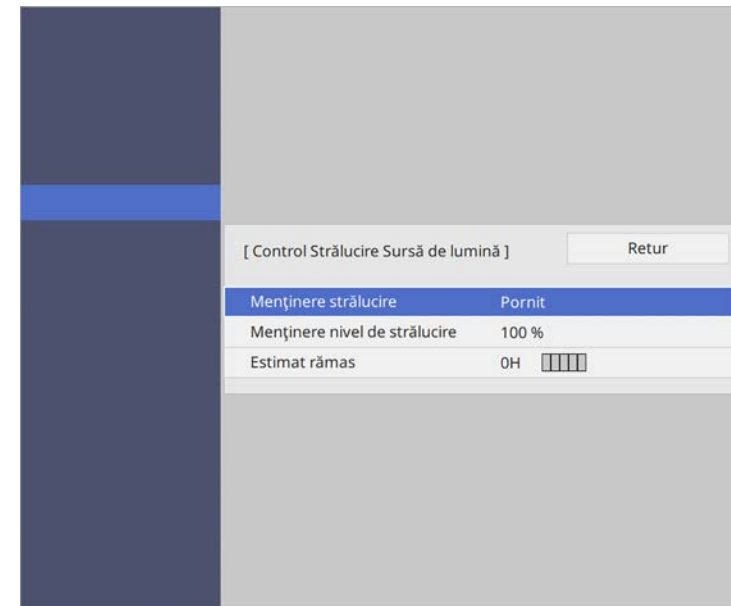 [ Control Strălucire Sursă de lumină ] Retur
Menţinere strălucire Pornit
Menţinere nivel de strălucire 100 %
Estimat rămas 0H